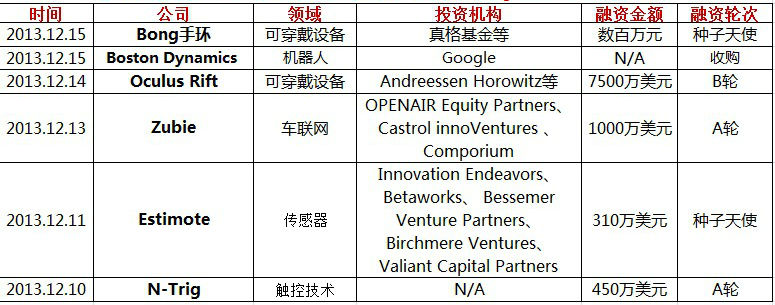 时间 公司 领域 投资机构 融资金额 融资轮次
2013.12.15 Bong手环 可穿戴设备 真格基金等 数百万元 种子天使
2013.12.15 Boston Dynamics 机器人 Google N/A 收购
2013.12.14 Oculus Rift 可穿戴设备 Andreessen Horowitz等 7500万美元 B轮
2013.12.13 Zubie 车联网 OPENAIR Equity Partners、
Castrol innoVentures 、
Comporium 1000万美元 A轮
2013.12.11 Estimote 传感器 Innovation Endeavors、
Betaworks、 Bessemer
Venture Partners、
Birchmere Ventures、
Valiant Capital Partners 310万美元 种子天使
2013.12.10 N-Trig 触控技术 N/A 450万美元 A轮